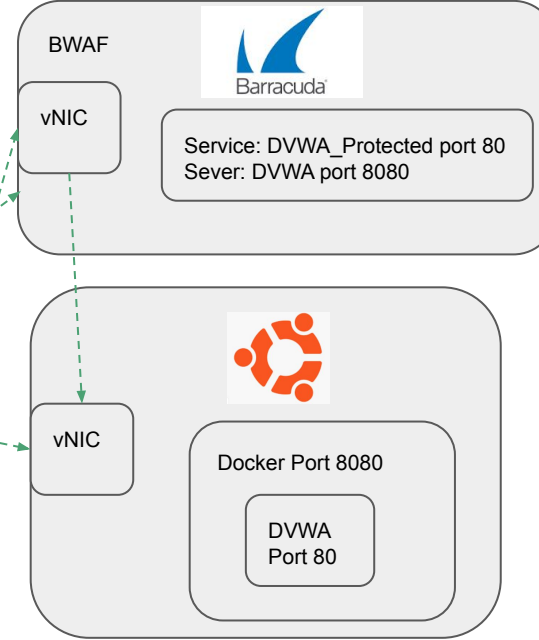 BWAF
Barracuda
vNIC
Service: DVWA_Protected port 80
Sever: DVWA port 8080
vNIC
Docker Port 8080
DVWA
Port 80